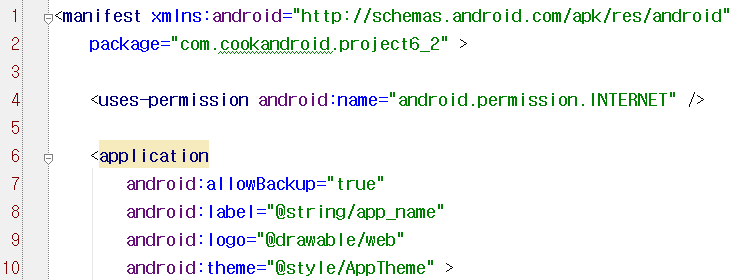 1 <manifest xmlns:android="http://schemas.android.com/apk/res/android"
2 package="com.cookandroid.project6_2" >
3
4 <uses-permission android:name="android.permission.INTERNET" />
5
6 <application
7 android:allowBackup="true"
8 android:label="@string/app_name"
9 android:logo="@drawable/web"
10 android:theme="@style/AppTheme" >